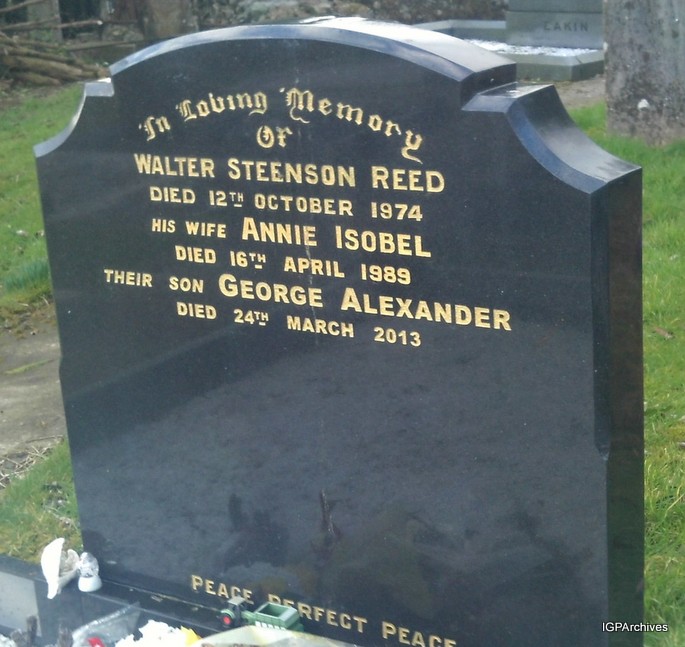 EAKIN
In Loving Memory
Of
WALTER STEENSON REED
DIED 12TH OCTOBER 1974
HIS WIFE ANNIE ISOBEL
DIED 16TH APRIL 1989
THEIR SON GEORGE ALEXANDER
DIED 24TH MARCH 2013
PEACE PERFECT PEACE
IGPArchives